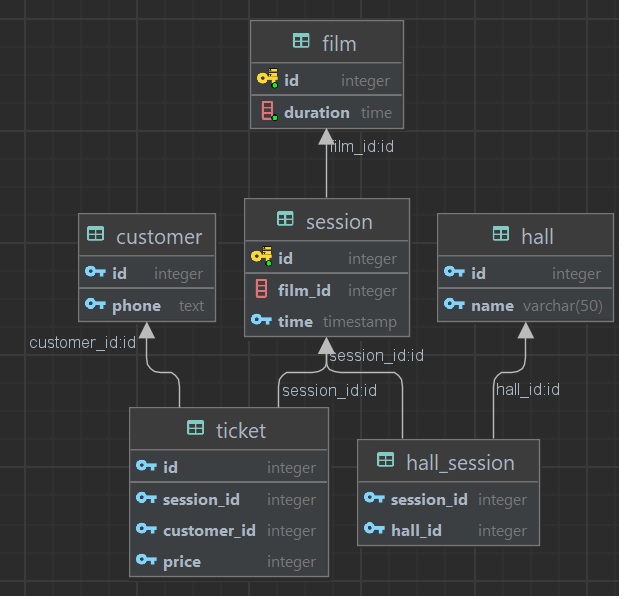 film
id integer
duration time
film_id:id
customer
id integer
phone text
session
id integer
film_id integer
time timestamp
hall
id integer
name varchar(50)
customer_id:id
session_id:id
session_id:id
hall_id:id
ticket
id integer
session_id integer
customer_id integer
price integer
hall_session
session_id integer
hall_id integer